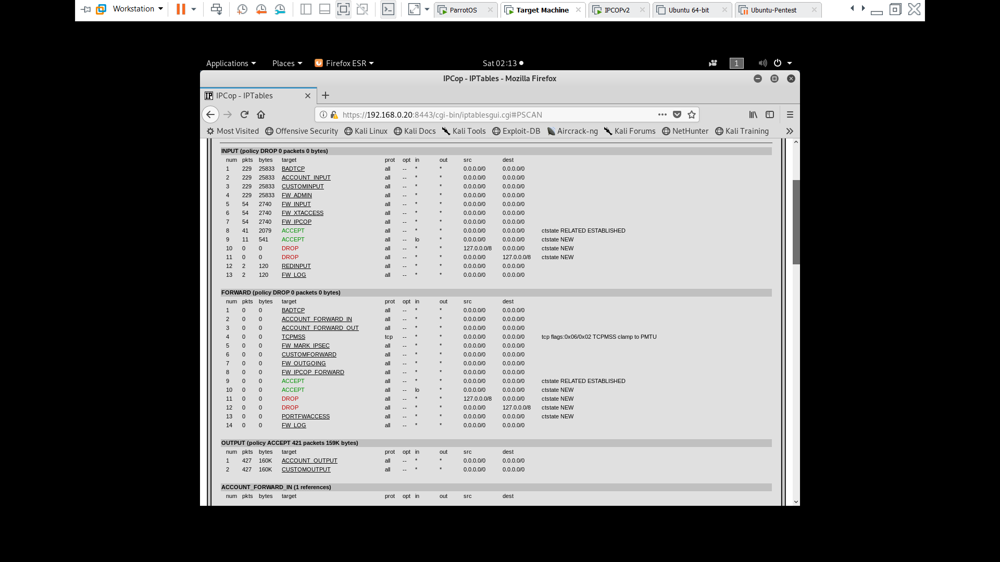 Workstation ParrotOS Target Machine IPCOPv2 Ubuntu 64-bit Ubuntu-Pentest
Applications Places Firefox ESR Sat 02:13 1
IPCop - IPTables - Mozilla Firefox
IPCop - IPTables
https://192.168.0.20:8443/cgi-bin/iptablesgui.cgi#PSCAN
Most Visited Offensive Security Kali Linux Kali Docs Kali Tools Exploit-DB Aircrack-ng Kali Forums NetHunter Kali Training
INPUT (policy DROP 0 packets 0 bytes)
num pkts bytes target prot opt in out src dest
1 229 25833 BADTCP all -- * * 0.0.0.0/0 0.0.0.0/0
2 229 25833 ACCOUNT_INPUT all -- * * 0.0.0.0/0 0.0.0.0/0
3 229 25833 CUSTOMINPUT all -- * * 0.0.0.0/0 0.0.0.0/0
4 229 25833 FW_ADMIN all -- * * 0.0.0.0/0 0.0.0.0/0
5 54 2740 FW_INPUT all -- * * 0.0.0.0/0 0.0.0.0/0
6 54 2740 FW_XTACCESS all -- * * 0.0.0.0/0 0.0.0.0/0
7 54 2740 FW_IPCOP all -- * * 0.0.0.0/0 0.0.0.0/0
8 41 2079 ACCEPT all -- * * 0.0.0.0/0 0.0.0.0/0 ctstate RELATED ESTABLISHED
9 11 541 ACCEPT all -- lo * 0.0.0.0/0 0.0.0.0/0 ctstate NEW
10 0 0 DROP all -- * * 127.0.0.0/8 0.0.0.0/0 ctstate NEW
11 0 0 DROP all -- * * 0.0.0.0/0 127.0.0.0/8 ctstate NEW
12 2 120 REDINPUT all -- * * 0.0.0.0/0 0.0.0.0/0
13 2 120 FW_LOG all -- * * 0.0.0.0/0 0.0.0.0/0
FORWARD (policy DROP 0 packets 0 bytes)
num pkts bytes target prot opt in out src dest
1 0 0 BADTCP all -- * * 0.0.0.0/0 0.0.0.0/0
2 0 0 ACCOUNT_FORWARD_IN all -- * * 0.0.0.0/0 0.0.0.0/0
3 0 0 ACCOUNT_FORWARD_OUT all -- * * 0.0.0.0/0 0.0.0.0/0
4 0 0 TCPMSS tcp -- * * 0.0.0.0/0 0.0.0.0/0 tcp flags:0x06/0x02 TCPMSS clamp to PMTU
5 0 0 FW_MARK_IPSEC all -- * * 0.0.0.0/0 0.0.0.0/0
6 0 0 CUSTOMFORWARD all -- * * 0.0.0.0/0 0.0.0.0/0
7 0 0 FW_OUTGOING all -- * * 0.0.0.0/0 0.0.0.0/0
8 0 0 FW_IPCOP_FORWARD all -- * * 0.0.0.0/0 0.0.0.0/0
9 0 0 ACCEPT all -- * * 0.0.0.0/0 0.0.0.0/0 ctstate RELATED ESTABLISHED
10 0 0 ACCEPT all -- lo * 0.0.0.0/0 0.0.0.0/0 ctstate NEW
11 0 0 DROP all -- * * 127.0.0.0/8 0.0.0.0/0 ctstate NEW
12 0 0 DROP all -- * * 0.0.0.0/0 127.0.0.0/8 ctstate NEW
13 0 0 PORTFWACCESS all -- * * 0.0.0.0/0 0.0.0.0/0 ctstate NEW
14 0 0 FW_LOG all -- * * 0.0.0.0/0 0.0.0.0/0
OUTPUT (policy ACCEPT 421 packets 159K bytes)
num pkts bytes target prot opt in out src dest
1 427 160K ACCOUNT_OUTPUT all -- * * 0.0.0.0/0 0.0.0.0/0
2 427 160K CUSTOMOUTPUT all -- * * 0.0.0.0/0 0.0.0.0/0
ACCOUNT_FORWARD_IN (1 references)
num pkts bytes target prot opt in out src dest